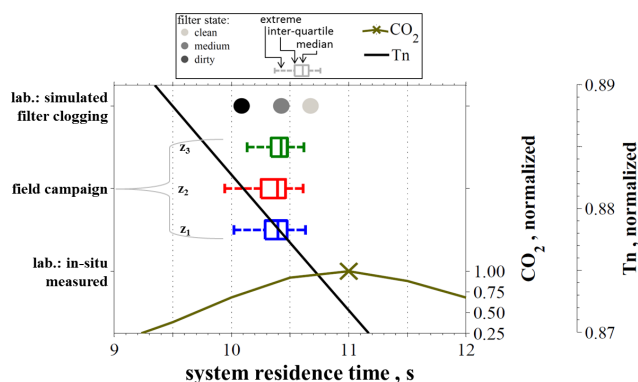 filter state:
clean
medium
dirty
extreme
inter-quartile
median
CO2
Tn
lab.: simulated
filter clogging
z3
field campaign
z2
z1
lab.: in-situ
measured
1.00
0.75
0.50
0.25
CO2 , normalized
0.89
0.88
0.87
Tn, normalized
9 10 11 12
system residence time , s